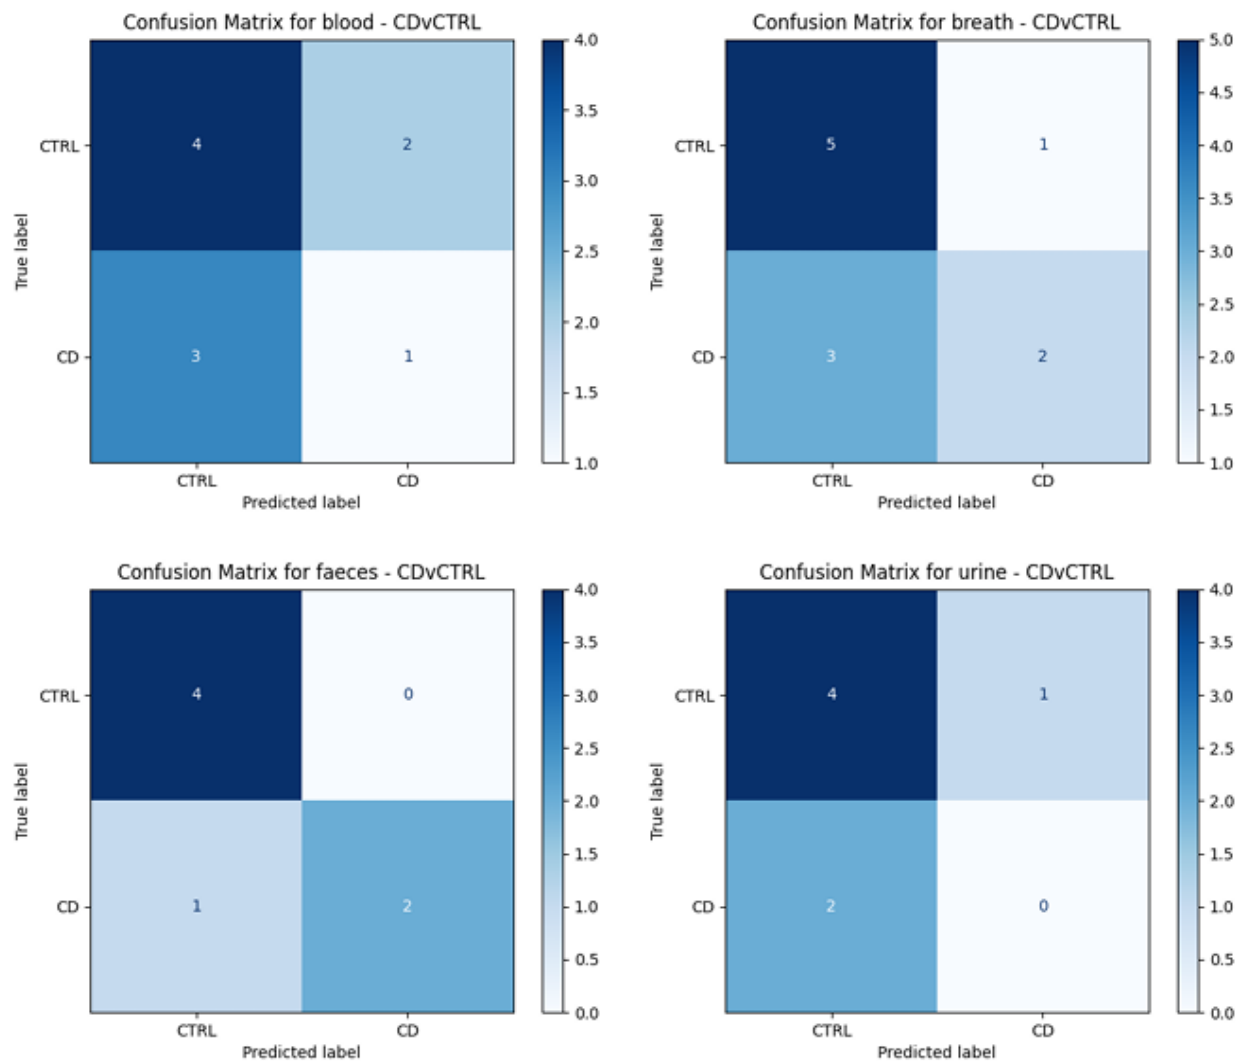 Confusion Matrix for blood - CDvCTRL
4.0
3.5
3.0
2.5
2.0
1.5
1.0
CTRL
CD
True label
4 2
3 1
CTRL CD
Predicted label
Confusion Matrix for breath - CDvCTRL
5.0
4.5
4.0
3.5
3.0
2.5
2.0
1.5
1.0
CTRL
CD
True label
5 1
3 2
CTRL CD
Predicted label
Confusion Matrix for faeces - CDvCTRL
4.0
3.5
3.0
2.5
2.0
1.5
1.0
0.5
0.0
CTRL
CD
True label
4 0
1 2
CTRL CD
Predicted label
Confusion Matrix for urine - CDvCTRL
4.0
3.5
3.0
2.5
2.0
1.5
1.0
0.5
0.0
CTRL
CD
True label
4 1
2 0
CTRL CD
Predicted label